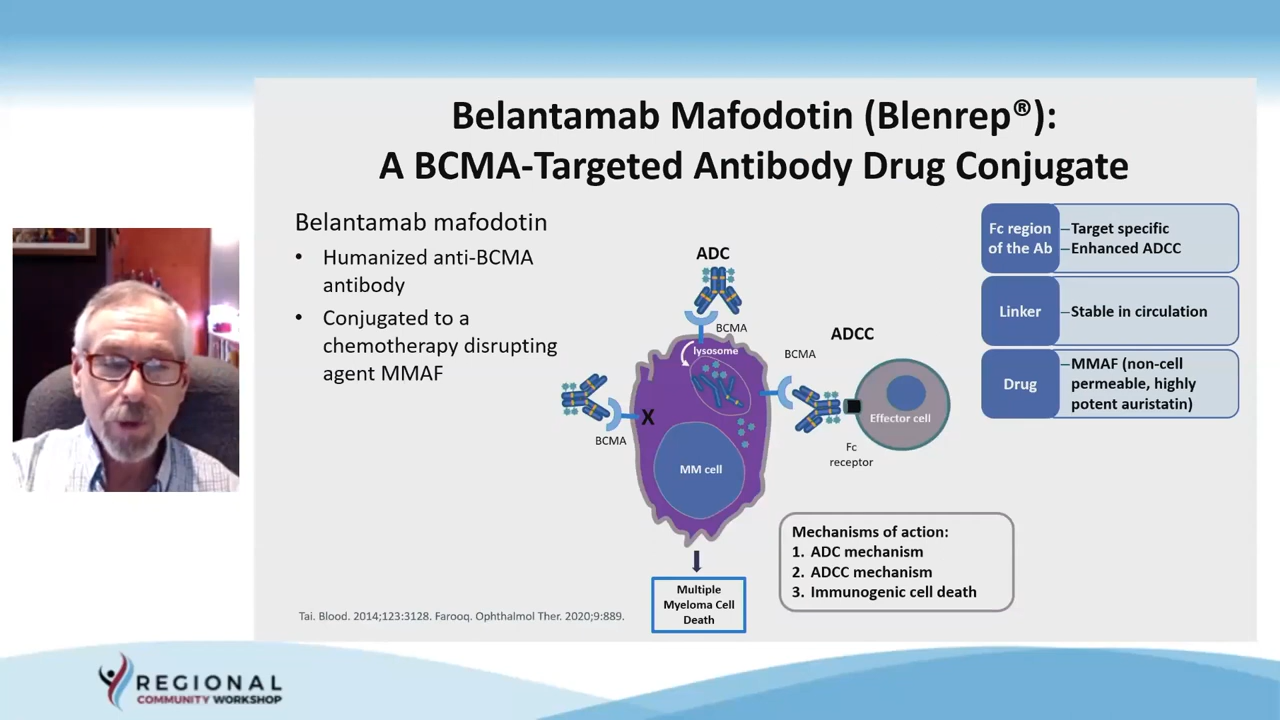 Belantamab Mafodotin (Blenrep®):
A BCMA-Targeted Antibody Drug Conjugate
Belantamab mafodotin
• Humanized anti-BCMA
antibody
• Conjugated to a
chemotherapy disrupting
agent MMAF
ADC
BCMA
lysosome
ADCC
BCMA
X
BCMA
Effector cell
Fc
receptor
MM cell
Multiple
Myeloma Cell
Death
Fc region
of the Ab
–Target specific
–Enhanced ADCC
Linker
–Stable in circulation
Drug
–MMAF (non-cell
permeable, highly
potent auristatin)
Mechanisms of action:
1. ADC mechanism
2. ADCC mechanism
3. Immunogenic cell death
Tai. Blood. 2014;123:3128. Farooq. Ophthalmol Ther. 2020;9:889.
REGIONAL
COMMUNITY WORKSHOP